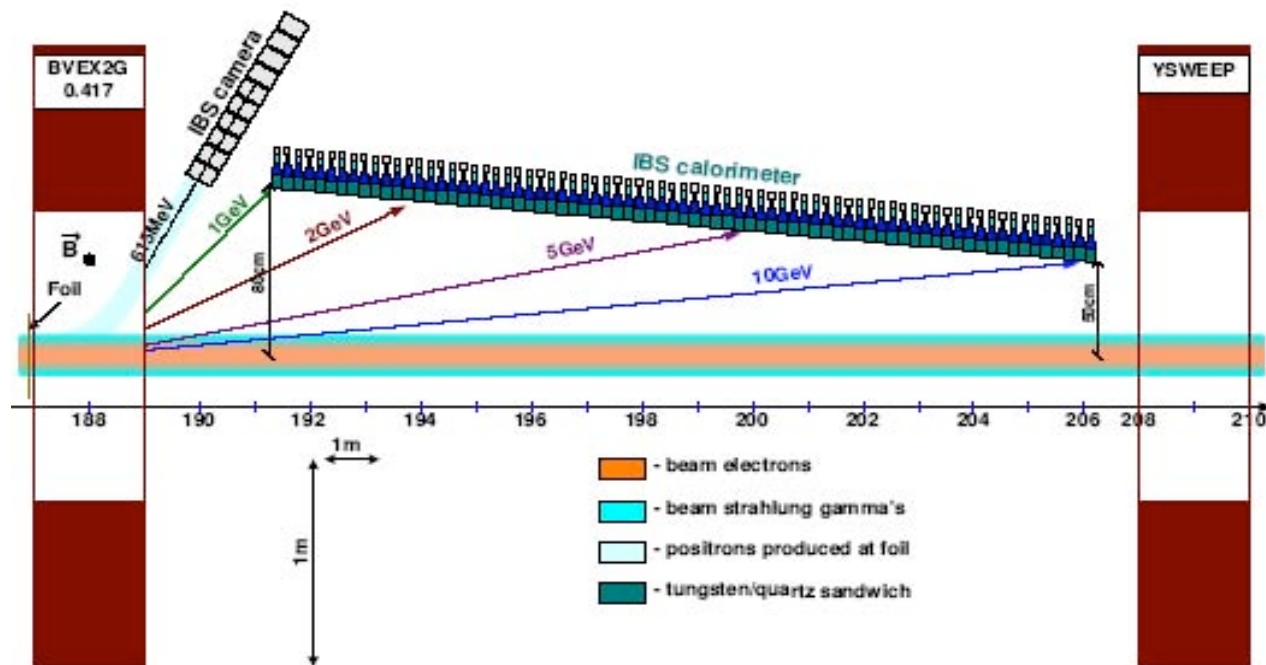 BVEX2G
0.417
IBS camera
YSWEEP
IBS calorimeter
615MeV
1GeV
2GeV
5GeV
10GeV
B
Foil
80cm
50cm
188 190 192 194 196 198 200 202 204 206 208 210
1m
1m
- beam electrons
- beam strahlung gamma's
- positrons produced at foil
- tungsten/quartz sandwich